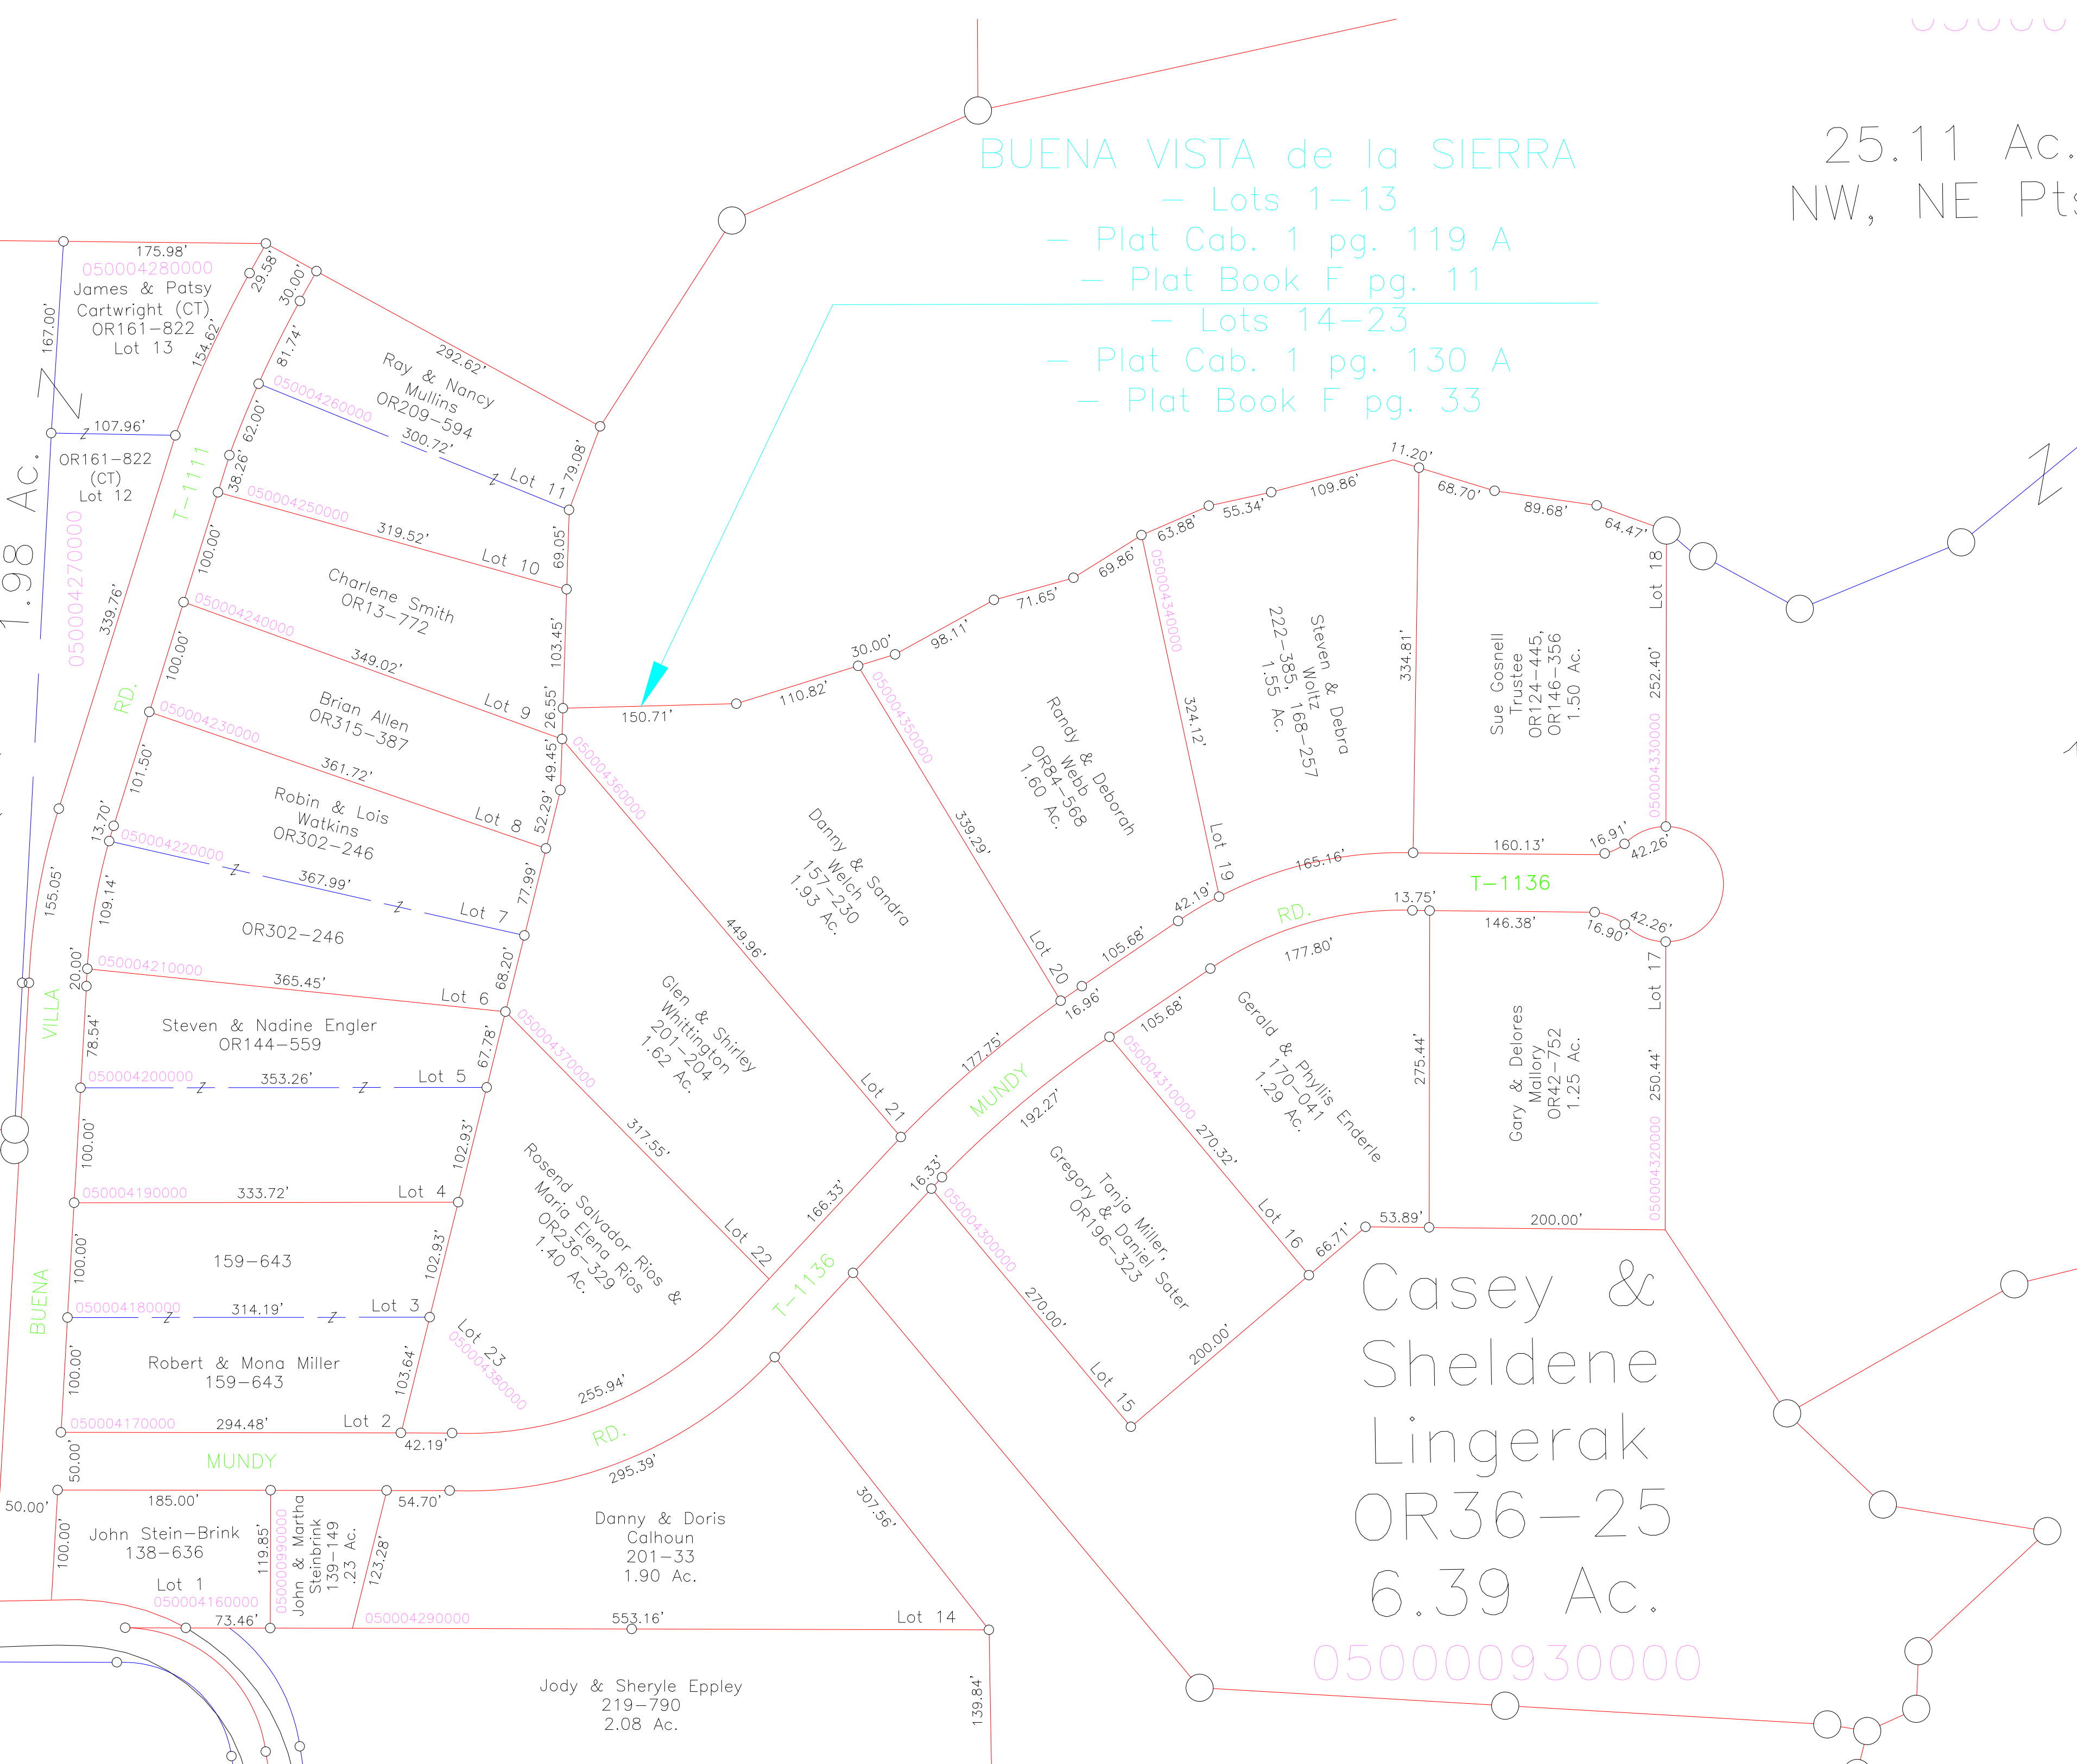 BUENA VISTA de la SIERRA
- Lots 1-13
- Plat Cab. 1 pg. 119 A
- Plat Book F pg. 11
- Lots 14-23
- Plat Cab. 1 pg. 130 A
- Plat Book F pg. 33
25.11 Ac.
NW, NE Pts
175.98'
050004280000
James & Patsy
Cartwright (CT)
OR161-822
Lot 13
167.00'
29.58'
154.62'
30.00'
81.74'
107.96'
Z
OR161-822
(CT)
Lot 12
050004270000
1.98 Ac.
339.76'
155.05'
T-1111
RD.
VILLA
BUENA
292.62'
Ray & Nancy
Mullins
OR209-594
050004260000
300.72'
Z
Lot 11
79.08'
62.00'
38.26'
050004250000
319.52'
Lot 10
69.05'
100.00'
Charlene Smith
OR13-772
103.45'
050004240000
349.02'
Lot 9
26.55'
100.00'
Brian Allen
OR315-387
49.45'
050004230000
361.72'
Lot 8
52.29'
101.50'
13.70'
Robin & Lois
Watkins
OR302-246
77.99'
050004220000
Z
367.99'
Z
Lot 7
109.14'
OR302-246
68.20'
20.00'
050004210000
365.45'
Lot 6
78.54'
Steven & Nadine Engler
OR144-559
67.78'
050004200000
Z
353.26'
Z
Lot 5
100.00'
102.93'
050004190000
333.72'
Lot 4
100.00'
159-643
102.93'
050004180000
Z
314.19'
Z
Lot 3
100.00'
Robert & Mona Miller
159-643
103.64'
050004170000
294.48'
Lot 2
42.19'
50.00'
MUNDY
50.00'
185.00'
54.70'
100.00'
John Stein-Brink
138-636
Lot 1
050004160000
73.46'
119.85'
050000990000
John & Martha
Steinbrink
139-149
.23 Ac.
123.28'
Danny & Doris
Calhoun
201-33
1.90 Ac.
050004290000
553.16'
Lot 14
307.56'
Jody & Sheryle Eppley
219-790
2.08 Ac.
139.84'
150.71'
110.82'
30.00'
98.11'
71.65'
69.86'
63.88'
55.34'
109.86'
11.20'
68.70'
89.68'
64.47'
050004360000
Danny & Sandra
Welch
157-230
1.93 Ac.
449.96'
Lot 21
050004350000
Randy & Deborah
Webb
OR84-568
1.60 Ac.
339.29'
Lot 20
050004340000
Steven & Debra
Woltz
222-385, 168-257
1.55 Ac.
324.12'
Lot 19
334.81'
Sue Gosnell
Trustee
OR124-445,
OR146-356
1.50 Ac.
Lot 18
252.40'
050004330000
160.13'
16.91'
42.26'
165.16'
42.19'
105.68'
16.96'
177.75'
T-1136
RD.
MUNDY
13.75'
146.38'
16.90'
42.26'
177.80'
105.68'
192.27'
16.33'
Glen & Shirley
Whittington
201-204
1.62 Ac.
050004370000
317.55'
Lot 22
166.33'
T-1136
Rosend Salvador Rios &
Maria Elena Rios
OR236-329
1.40 Ac.
Lot 23
050004380000
255.94'
RD.
295.39'
Gerald & Phyllis Enderle
170-041
1.29 Ac.
050004310000
270.32'
Lot 16
66.71'
53.89'
275.44'
Gary & Delores
Mallory
OR42-752
1.25 Ac.
Lot 17
250.44'
050004320000
200.00'
Tanja Miller,
Gregory & Daniel Sater
OR196-323
050004300000
270.00'
Lot 15
200.00'
Casey &
Sheldene
Lingerak
OR36-25
6.39 Ac.
050000930000